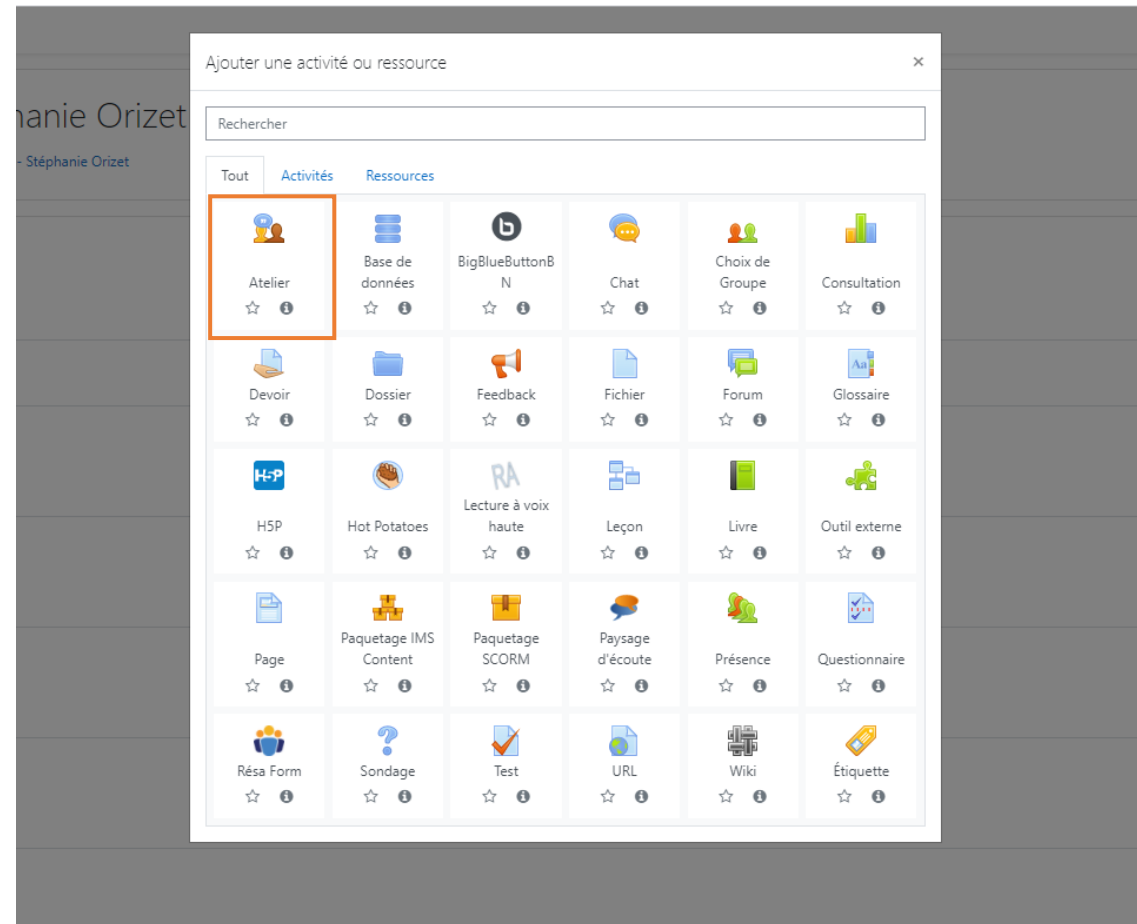 Ajouter une activité ou ressource
×
hanie Orizet
- Stéphanie Orizet
Rechercher
Tout
Activités
Ressources
Atelier
Base de
données
BigBlueButtonB
N
Chat
Choix de
Groupe
Consultation
Devoir
Dossier
Feedback
Fichier
Forum
Aa
Glossaire
H-P
H5P
Hot Potatoes
RA
Lecture à voix
haute
Leçon
Livre
Outil externe
Page
Paquetage IMS
Content
Paquetage
SCORM
Paysage
d'écoute
Présence
Questionnaire
Résa Form
Sondage
Test
URL
Wiki
Étiquette